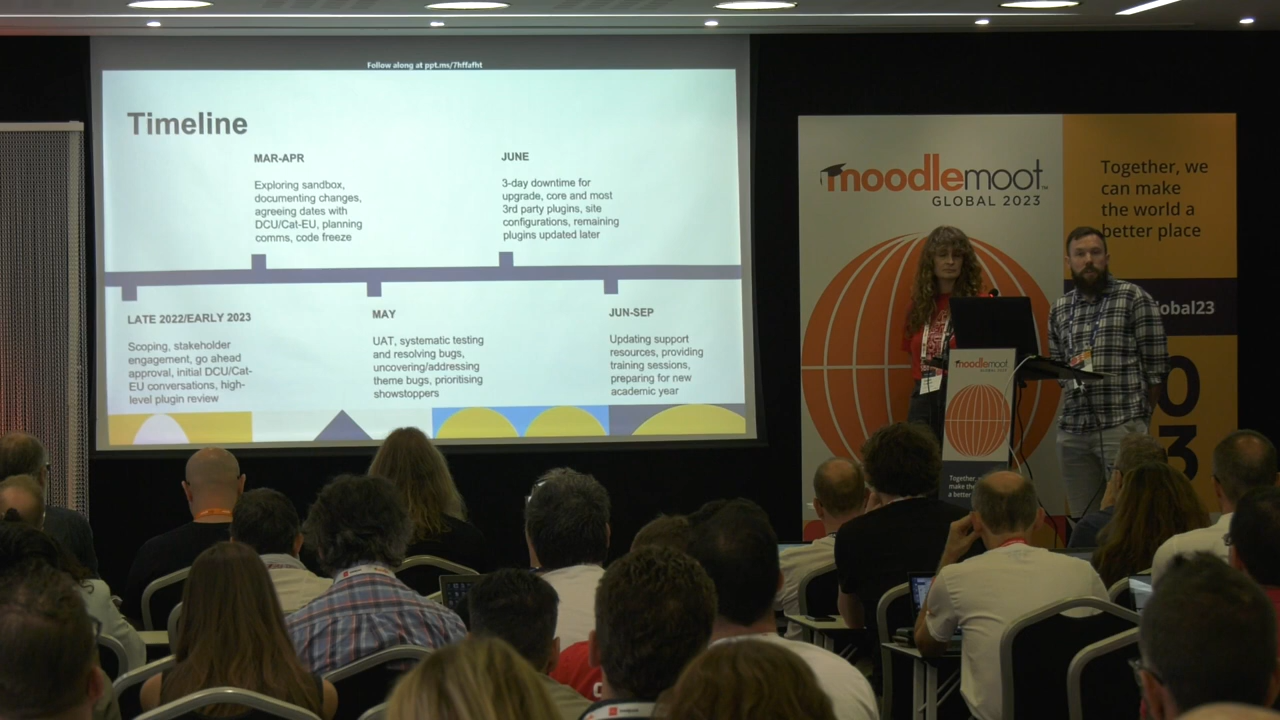 Follow along at ppt.ms/7hffafht
Timeline
MAR-APR
Exploring sandbox,
documenting changes,
agreeing dates with
DCU/Cat-EU, planning
comms, code freeze
JUNE
3-day downtime for
upgrade, core and most
3rd party plugins, site
configurations, remaining
plugins updated later
LATE 2022/EARLY 2023
Scoping, stakeholder
engagement, go ahead
approval, initial DCU/Cat-
EU conversations, high-
level plugin review
MAY
UAT, systematic testing
and resolving bugs,
uncovering/addressing
theme bugs, prioritising
showstoppers
JUN-SEP
Updating support
resources, providing
training sessions,
preparing for new
academic year
moodlemoot
GLOBAL 2023
Together, we
can make
the world a
better place
lobal23
03
moodlemoot
Together,
make the
a better